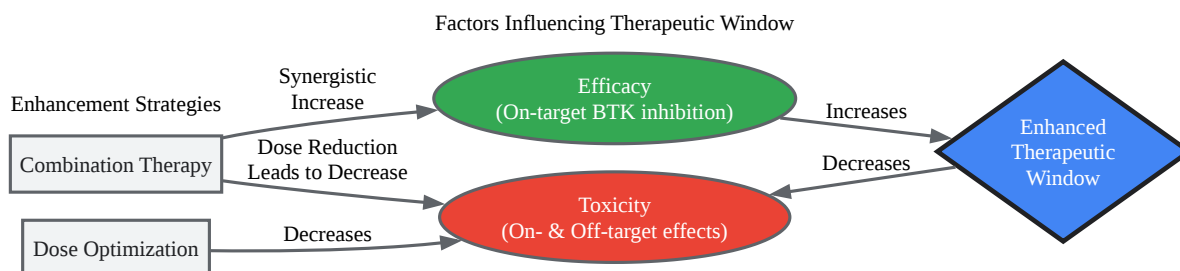 Factors Influencing Therapeutic Window
Enhancement Strategies
Combination Therapy
Dose Optimization
Synergistic
Increase
Dose Reduction
Leads to Decrease
Decreases
Efficacy
(On-target BTK inhibition)
Toxicity
(On- & Off-target effects)
Increases
Decreases
Enhanced
Therapeutic
Window